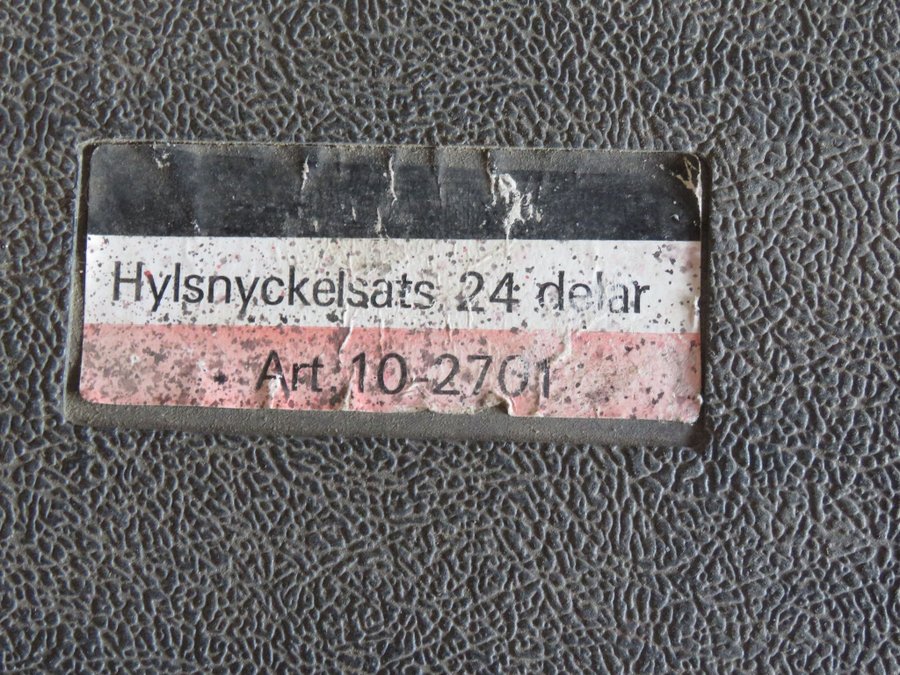 Hylsnyckelsats 24 delar
Art. 10-2701